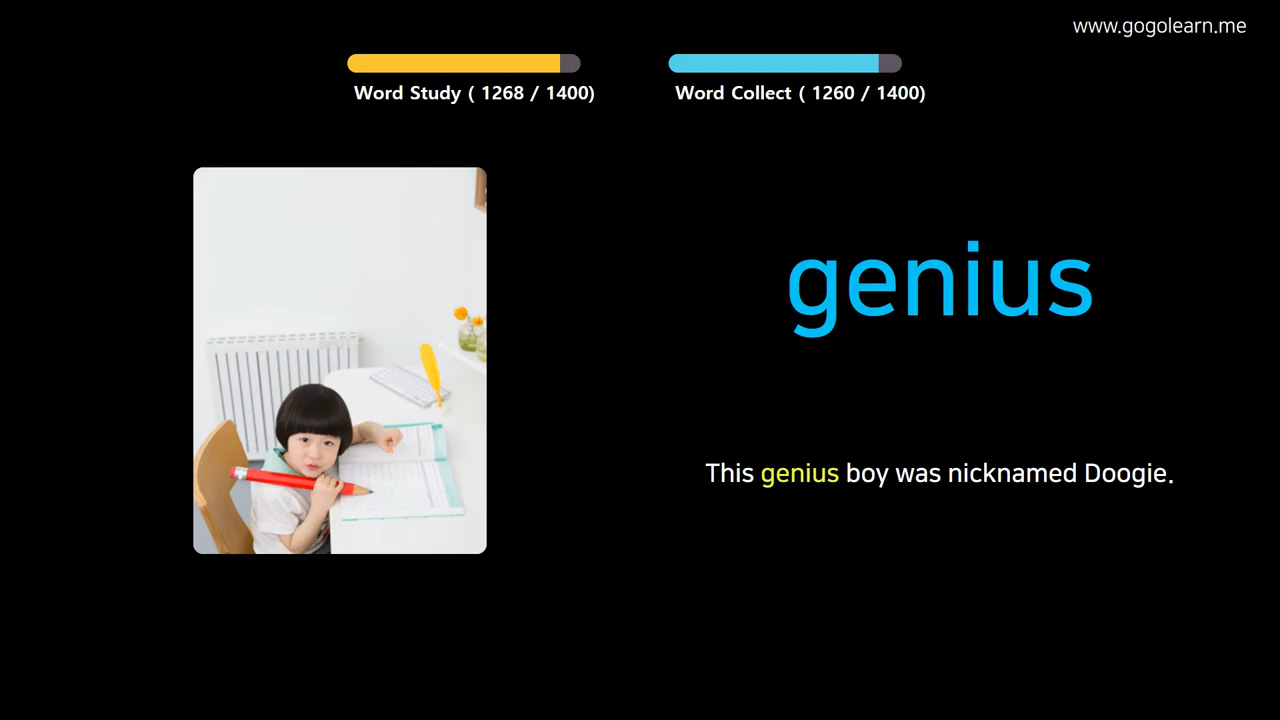 www.gogolearn.me
Word Study ( 1268 / 1400)
Word Collect ( 1260 / 1400)
genius
This genius boy was nicknamed Doogie.